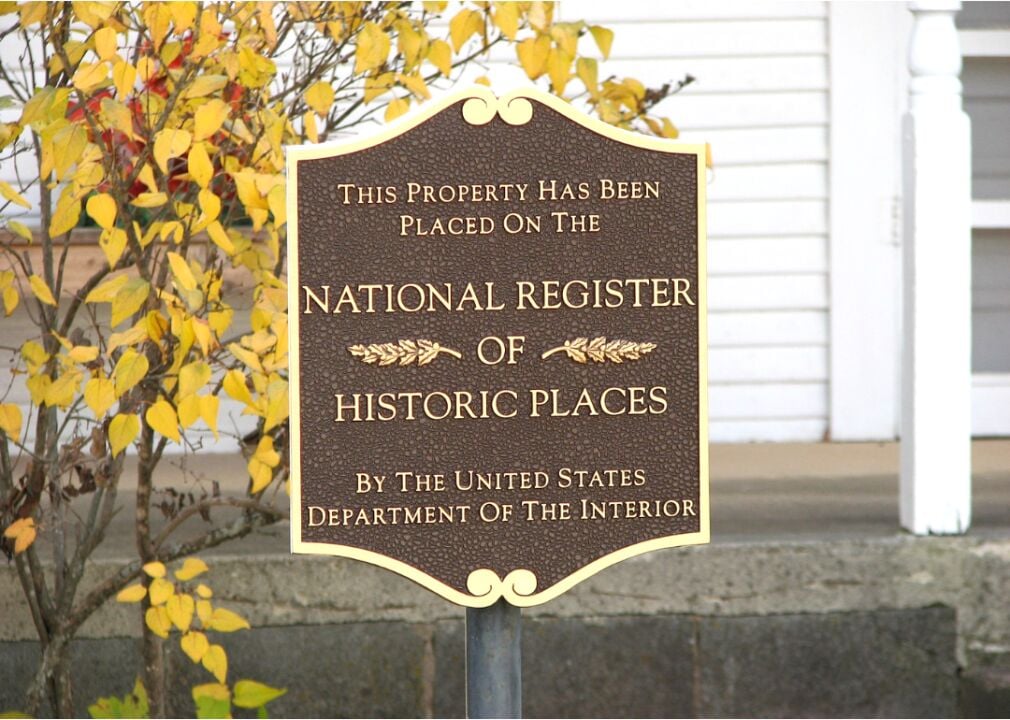 This Property Has Been
Placed On The
NATIONAL REGISTER
OF
HISTORIC PLACES
By The United States
Department Of The Interior